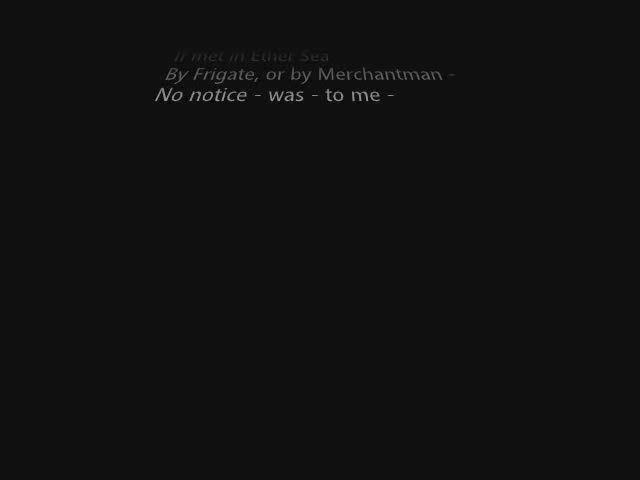 If met in Ether Sea
By Frigate, or by Merchantman -
No notice - was - to me -